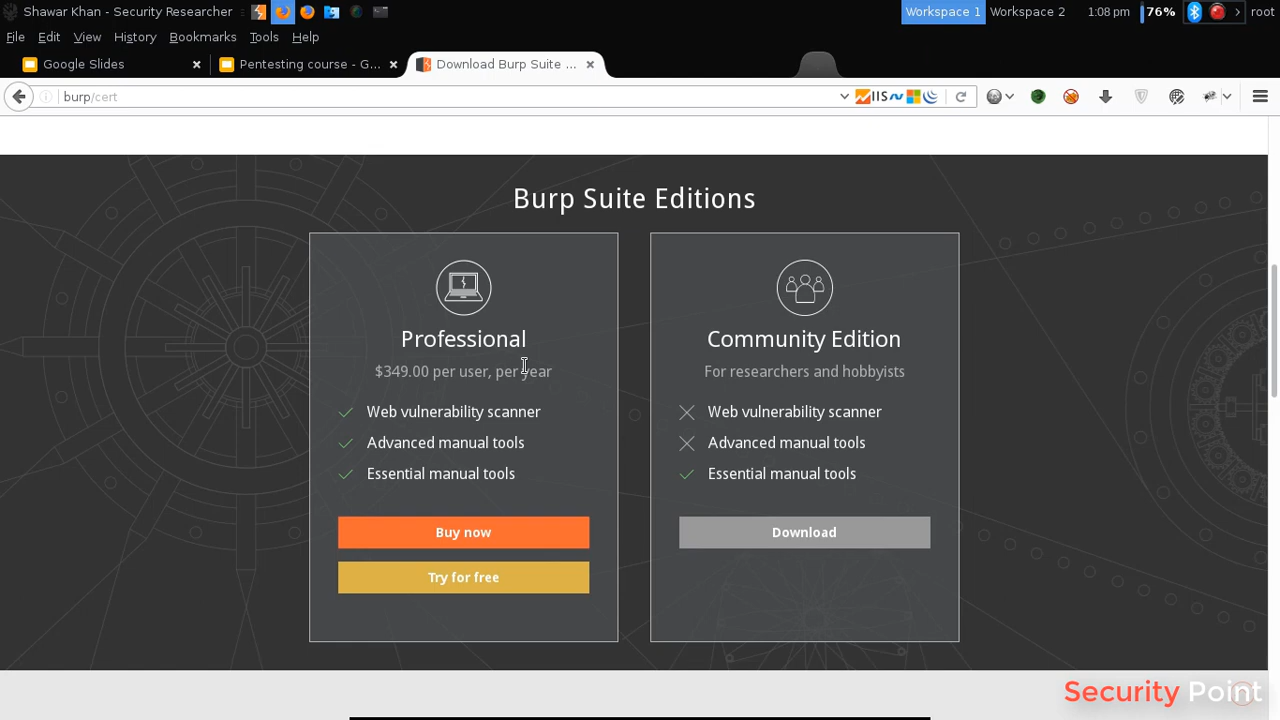 Shawar Khan - Security Researcher
Workspace 1 Workspace 2 1:08 pm 76% root
File Edit View History Bookmarks Tools Help
Google Slides × Pentesting course - G... × Download Burp Suite ... ×
burp/cert
IIS
Burp Suite Editions
Professional
$349.00 per user, per year
Web vulnerability scanner
Advanced manual tools
Essential manual tools
Buy now
Try for free
Community Edition
For researchers and hobbyists
Web vulnerability scanner
Advanced manual tools
Essential manual tools
Download
Security Point